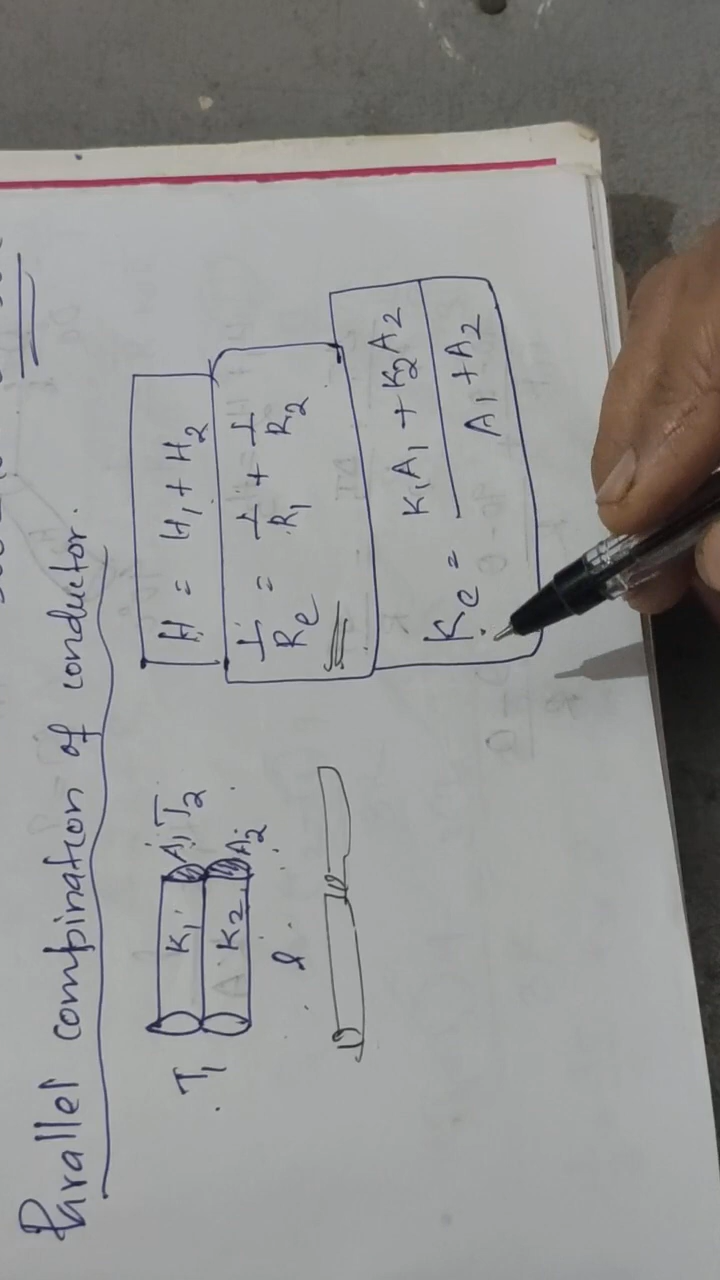 Parallel combination of conductor.
T₁ K₁ A₁ T₂
K₂ A₂
l
H = H₁ + H₂
1/Re = 1/R₁ + 1/R₂
Ke = K₁A₁ + K₂A₂ / A₁ + A₂